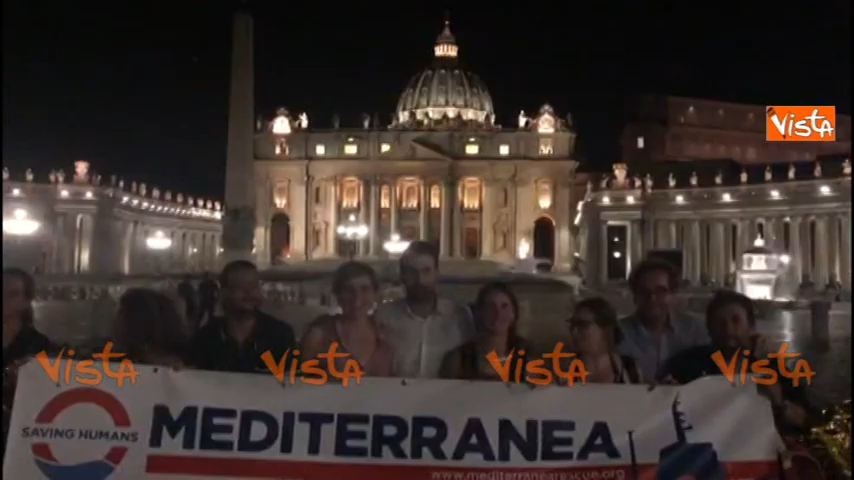 Vista
Vista Vista Vista Vista
SAVING HUMANS
MEDITERRANEA
www.mediterranearescue.org